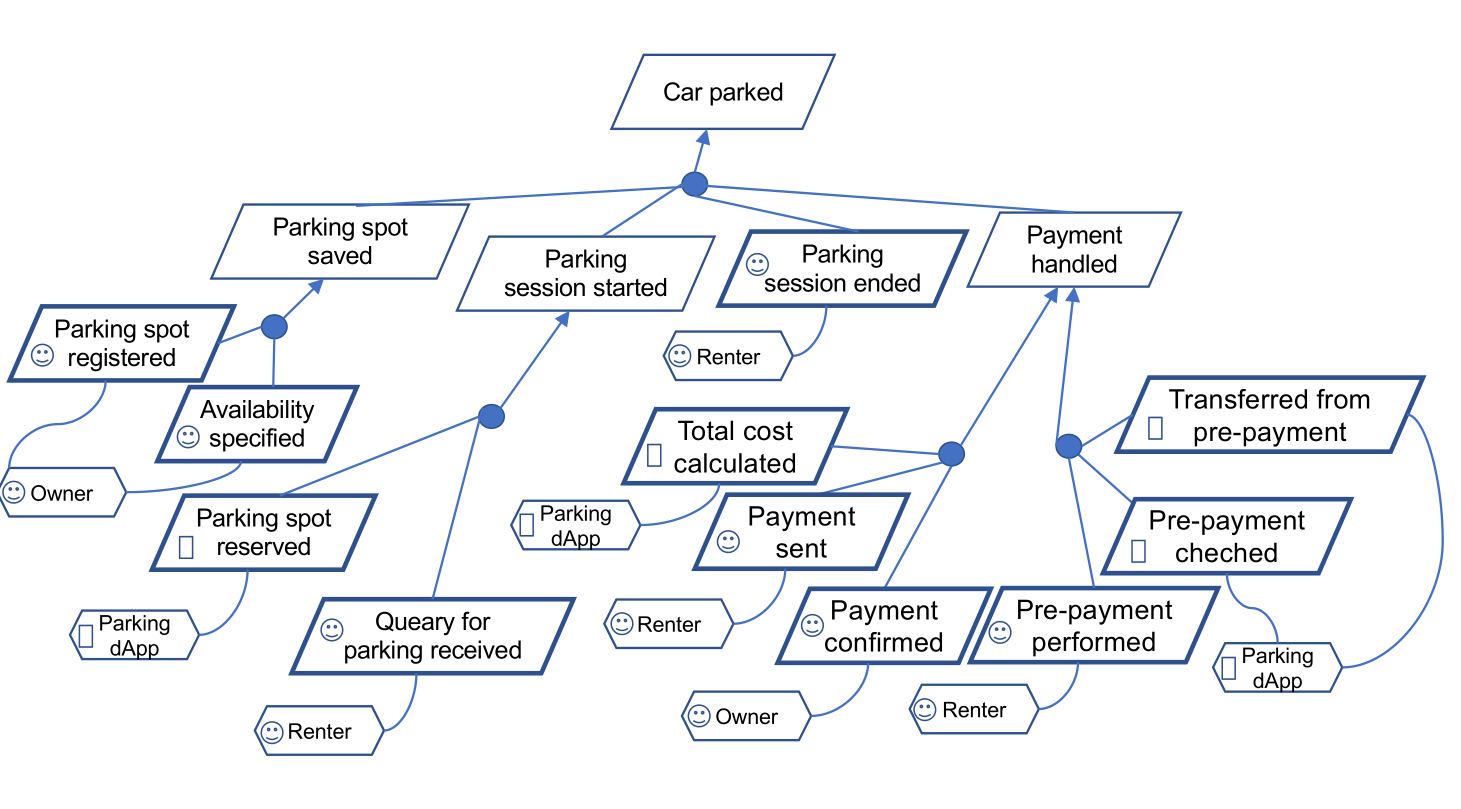 Car parked
Parking spot
saved
Parking
session started
Parking
session ended
Payment
handled
Parking spot
registered
Renter
Availability
specified
Transferred from
pre-payment
Total cost
calculated
Owner
Parking spot
reserved
Parking
dApp
Payment
sent
Pre-payment
cheched
Parking
dApp
Queary for
parking received
Renter
Payment
confirmed
Pre-payment
performed
Parking
dApp
Renter
Owner
Renter